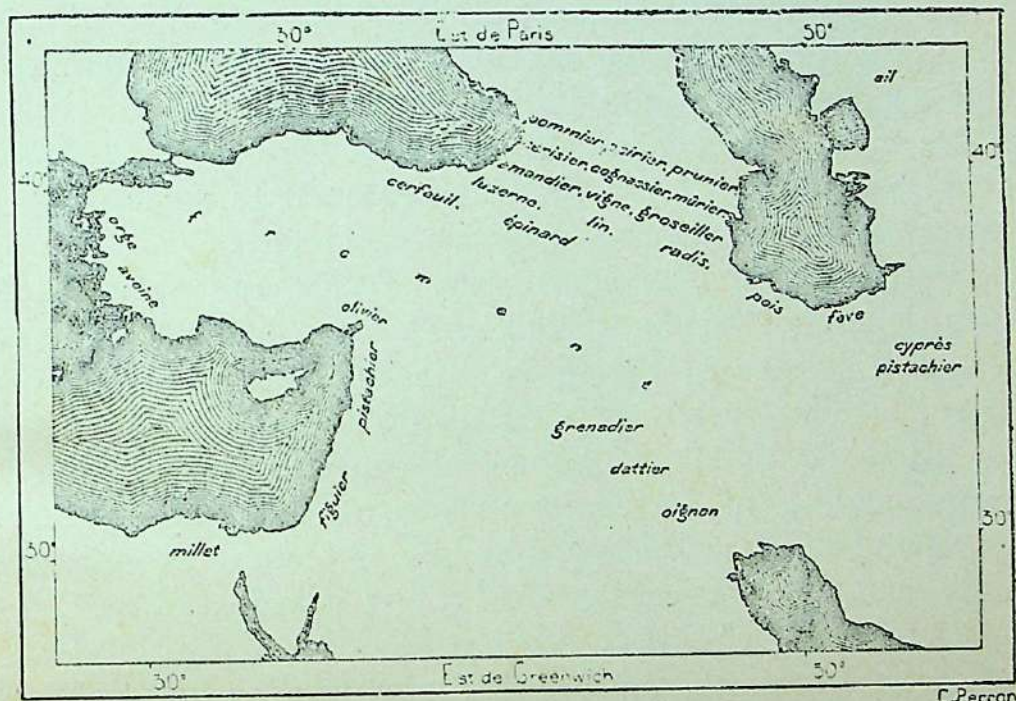 30° Est de Paris 50°
ail
pommier, poirier, prunier
cerisier, cognassier, mûrier
amandier, vigne, groseiller
cerfeuil. luzerne. lin. radis.
épinard
40° 40°
orge
avoine
froment
olivier
pistachier
figuier
pois fève
cyprès
pistachier
grenadier
dattier
oignon
millet
30° 30°
30° Est de Greenwich 50°
C. Perron